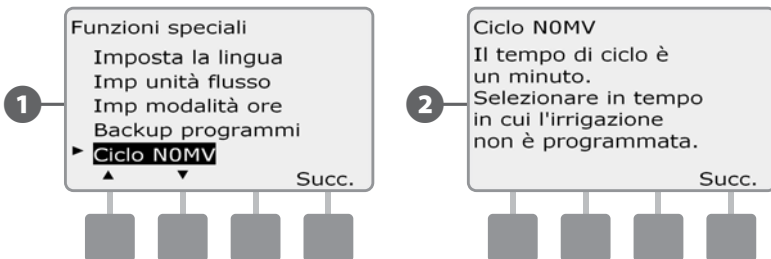 1
Funzioni speciali
Imposta la lingua
Imp unità flusso
Imp modalità ore
Backup programmi
► Ciclo N0MV
▲ ▼
Succ.
2
Ciclo N0MV
Il tempo di ciclo è
un minuto.
Selezionare in tempo
in cui l'irrigazione
non è programmata.
Succ.